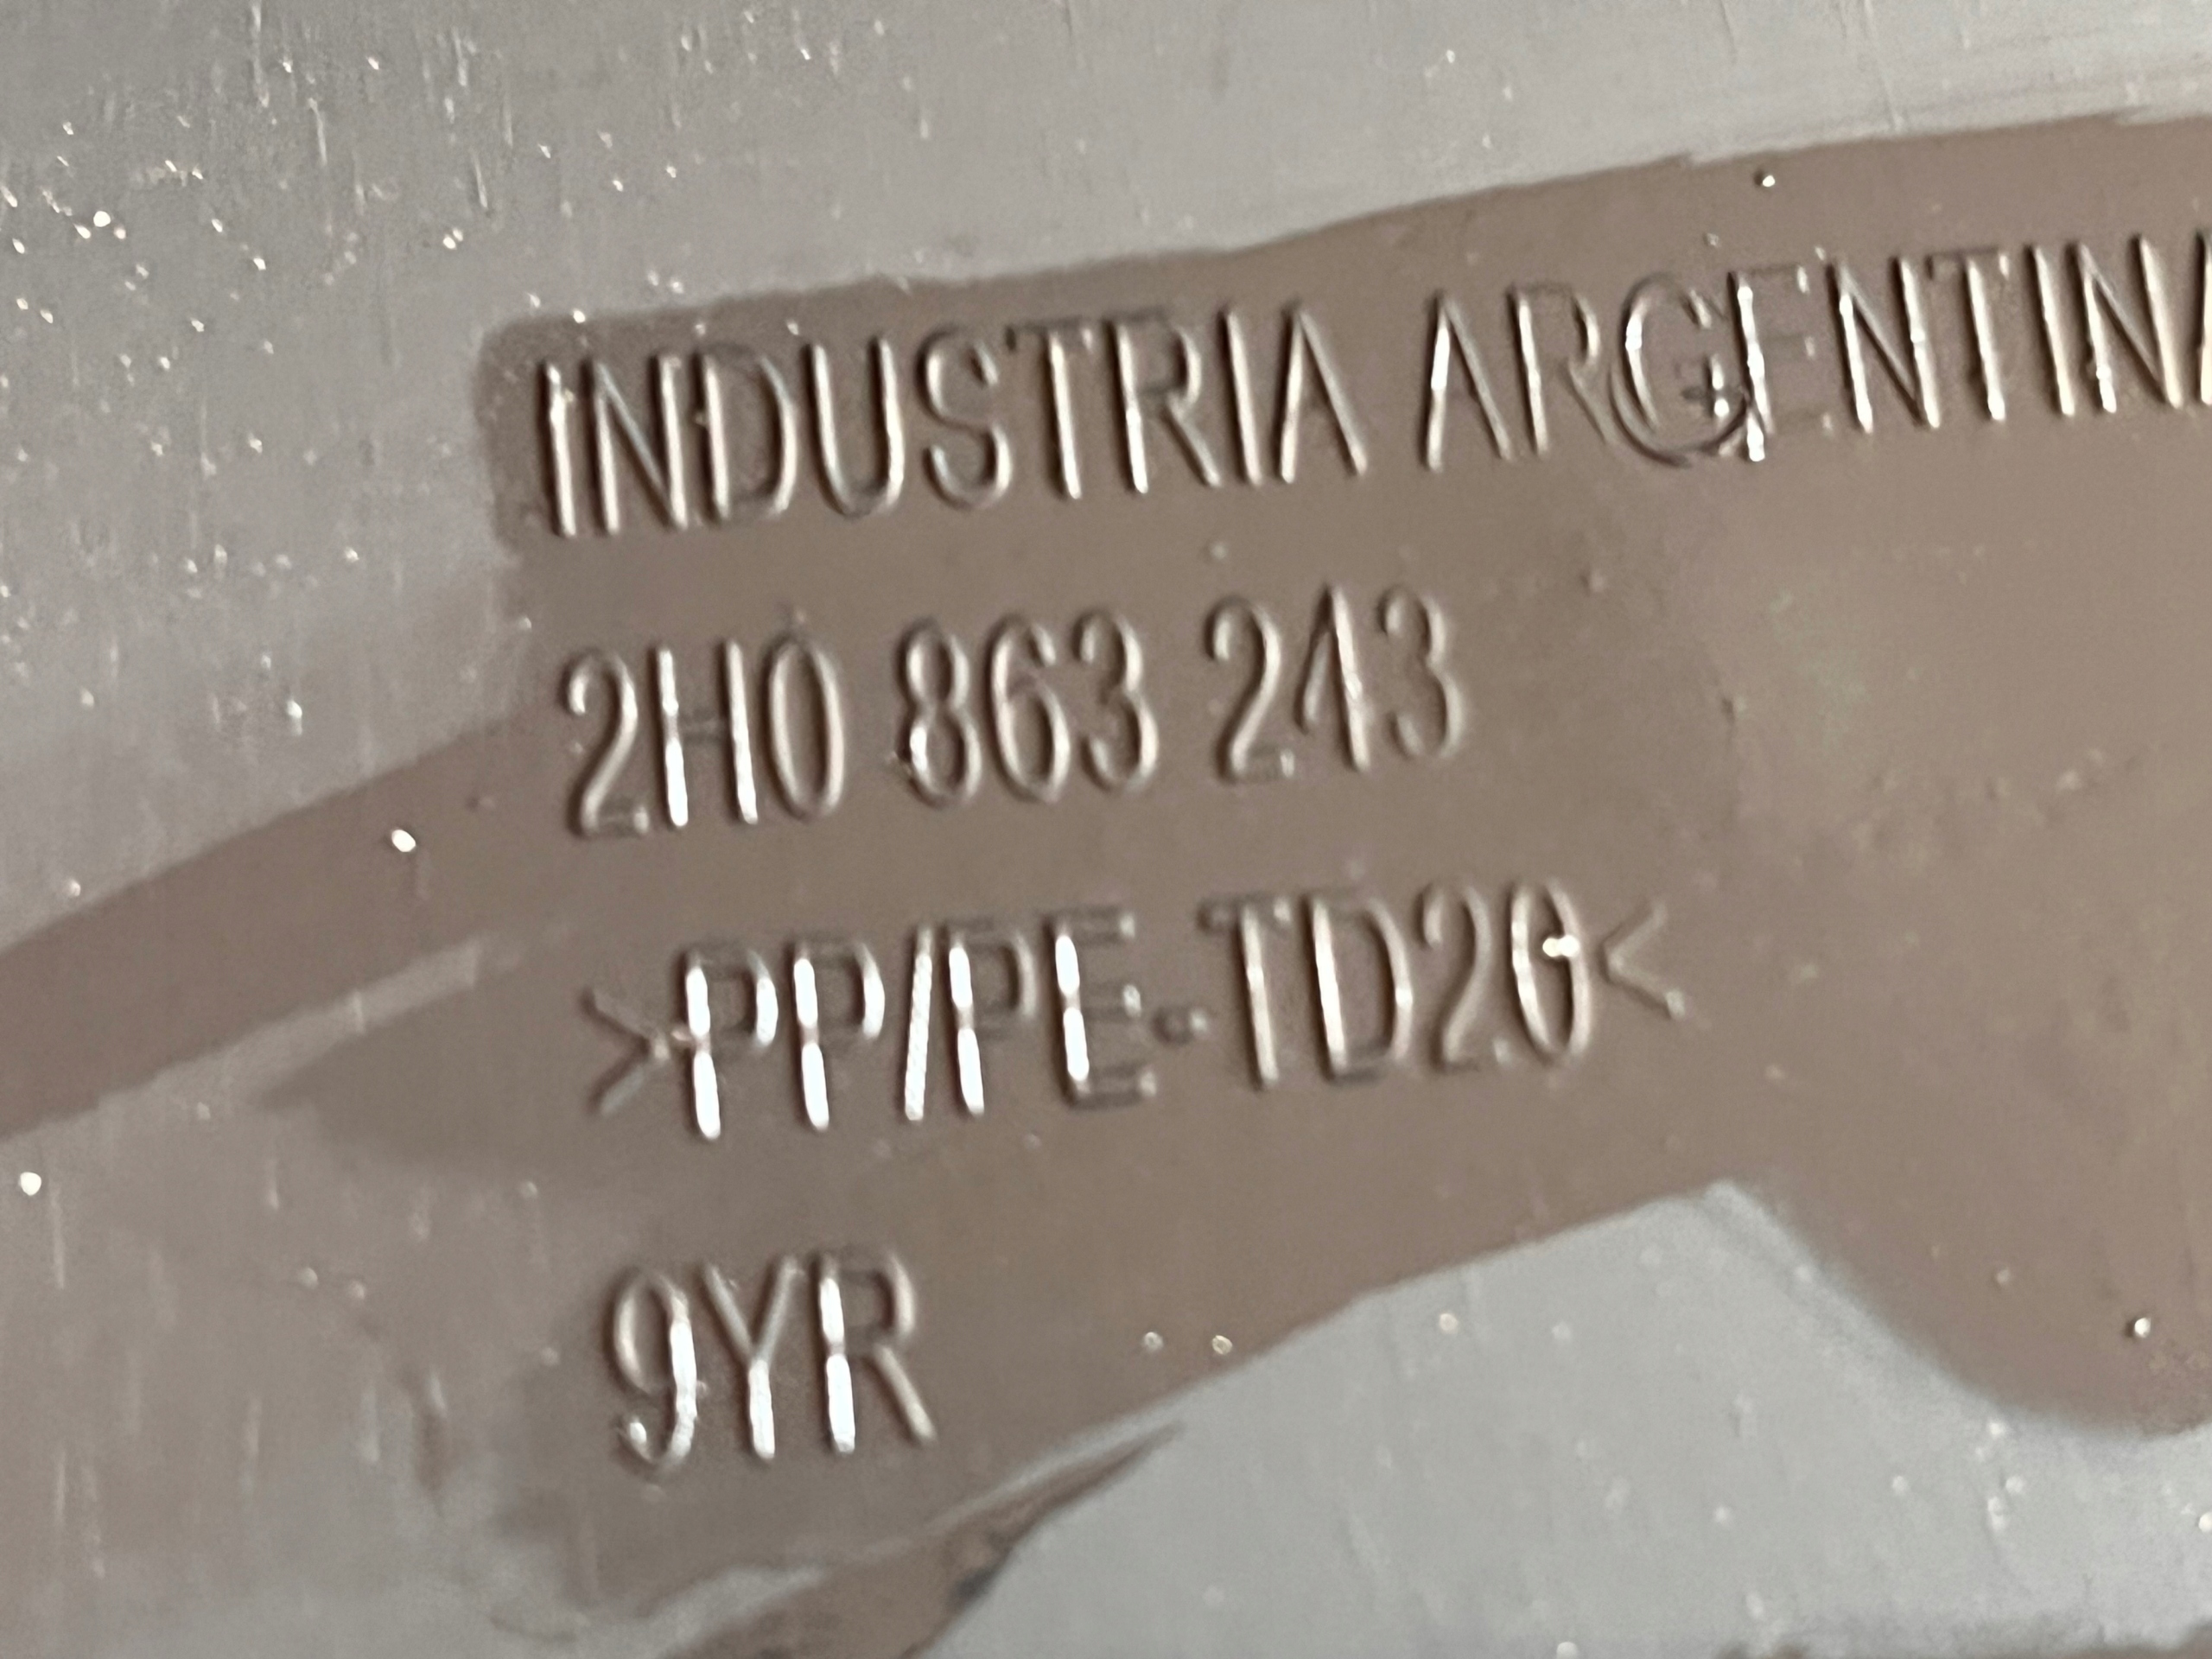 INDUSTRIA ARGENTINA
2H0 863 243
>PP/PE-TD20<
9YR